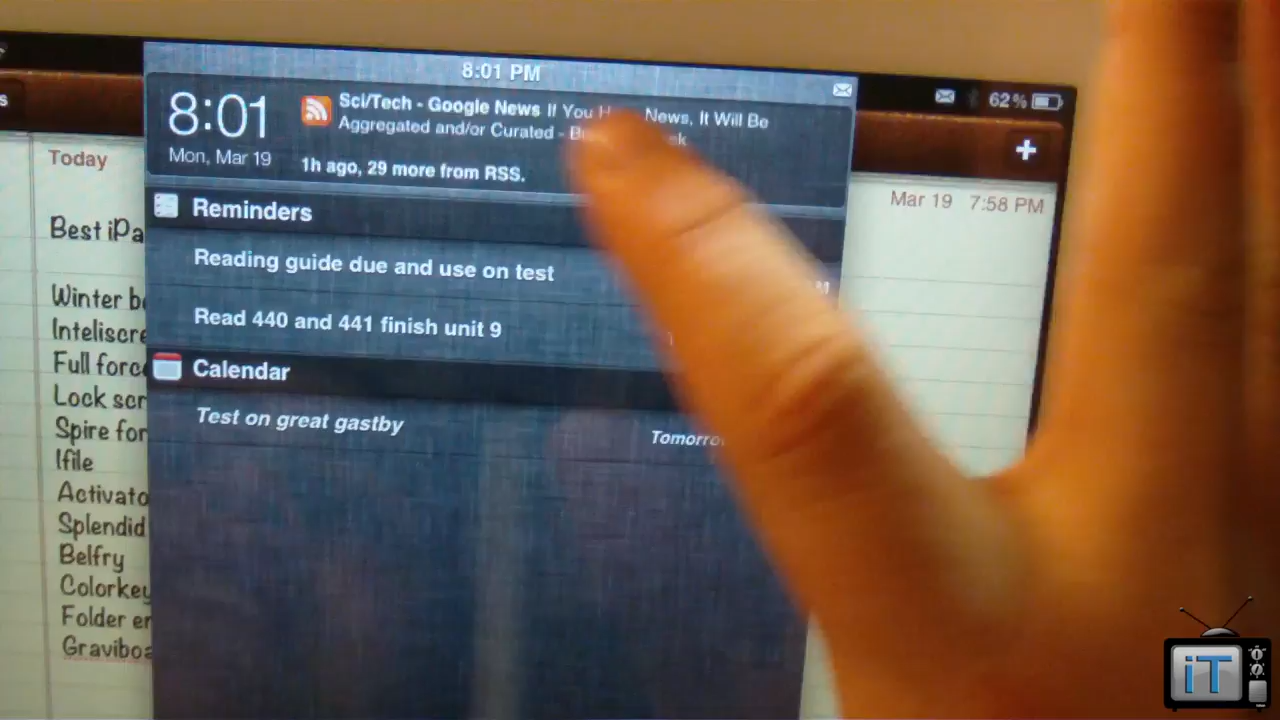 8:01 PM
62%
s
8:01
Mon, Mar 19
Sci/Tech - Google News If You News, It Will Be
Aggregated and/or Curated -
1h ago, 29 more from RSS.
Today
Mar 19 7:58 PM
Reminders
Reading guide due and use on test
Read 440 and 441 finish unit 9
Calendar
Test on great gastby
Tomorro
Best iPa
Winter b
Inteliscre
Full forc
Lock scr
Spire for
Ifile
Activato
Splendid
Belfry
Colorkey
Folder en
Graviboa
iT